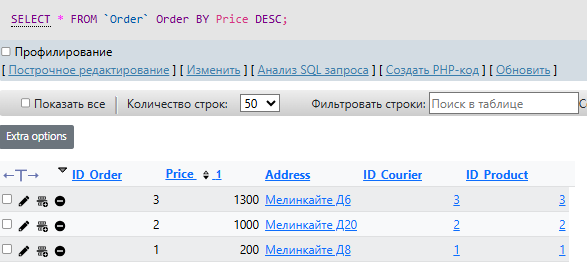 SELECT * FROM `Order` Order BY Price DESC;
Профилирование
[ Построчное редактирование ] [ Изменить ] [ Анализ SQL запроса ] [ Создать PHP-код ] [ Обновить ]
Показать все Количество строк: 50 Фильтровать строки: Поиск в таблице
Extra options
←T→ ID_Order Price 1 Address ID_Courier ID_Product
3 1300 Мелинкайте Д6 3 3
2 1000 Мелинкайте Д20 2 2
1 200 Мелинкайте Д8 1 1